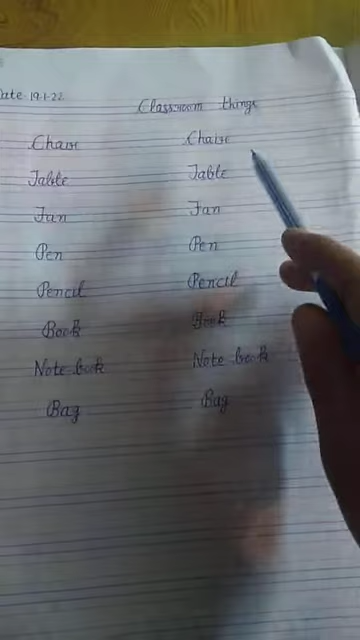 Date. 19.1.22
Classroom things
Chair Chair
Table Table
Fan Fan
Pen Pen
Pencil Pencil
Book Book
Note book Note book
Bag Bag